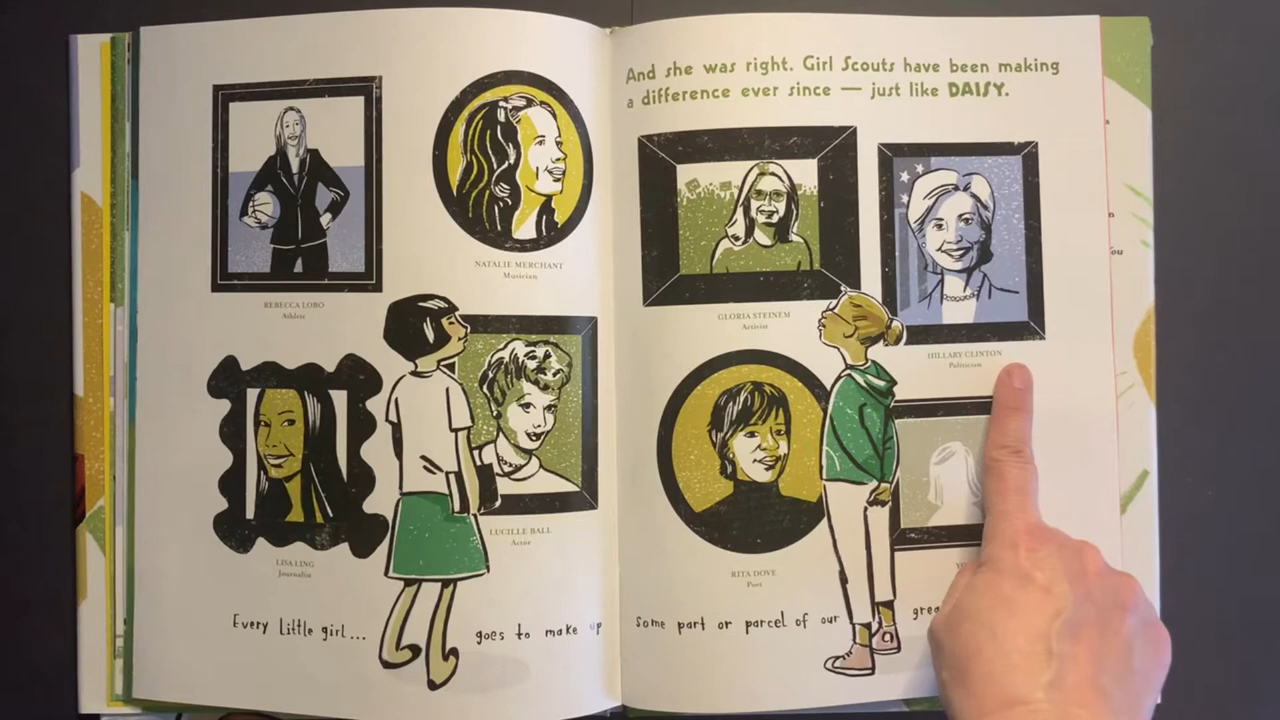 And she was right. Girl Scouts have been making
a difference ever since — just like DAISY.
REBECCA LOBO
Athlete
NATALIE MERCHANT
Musician
LISA LING
Journalist
LUCILLE BALL
Actor
GLORIA STEINEM
Activist
HILLARY CLINTON
Politician
RITA DOVE
Poet
Every little girl... goes to make up
some part or parcel of our